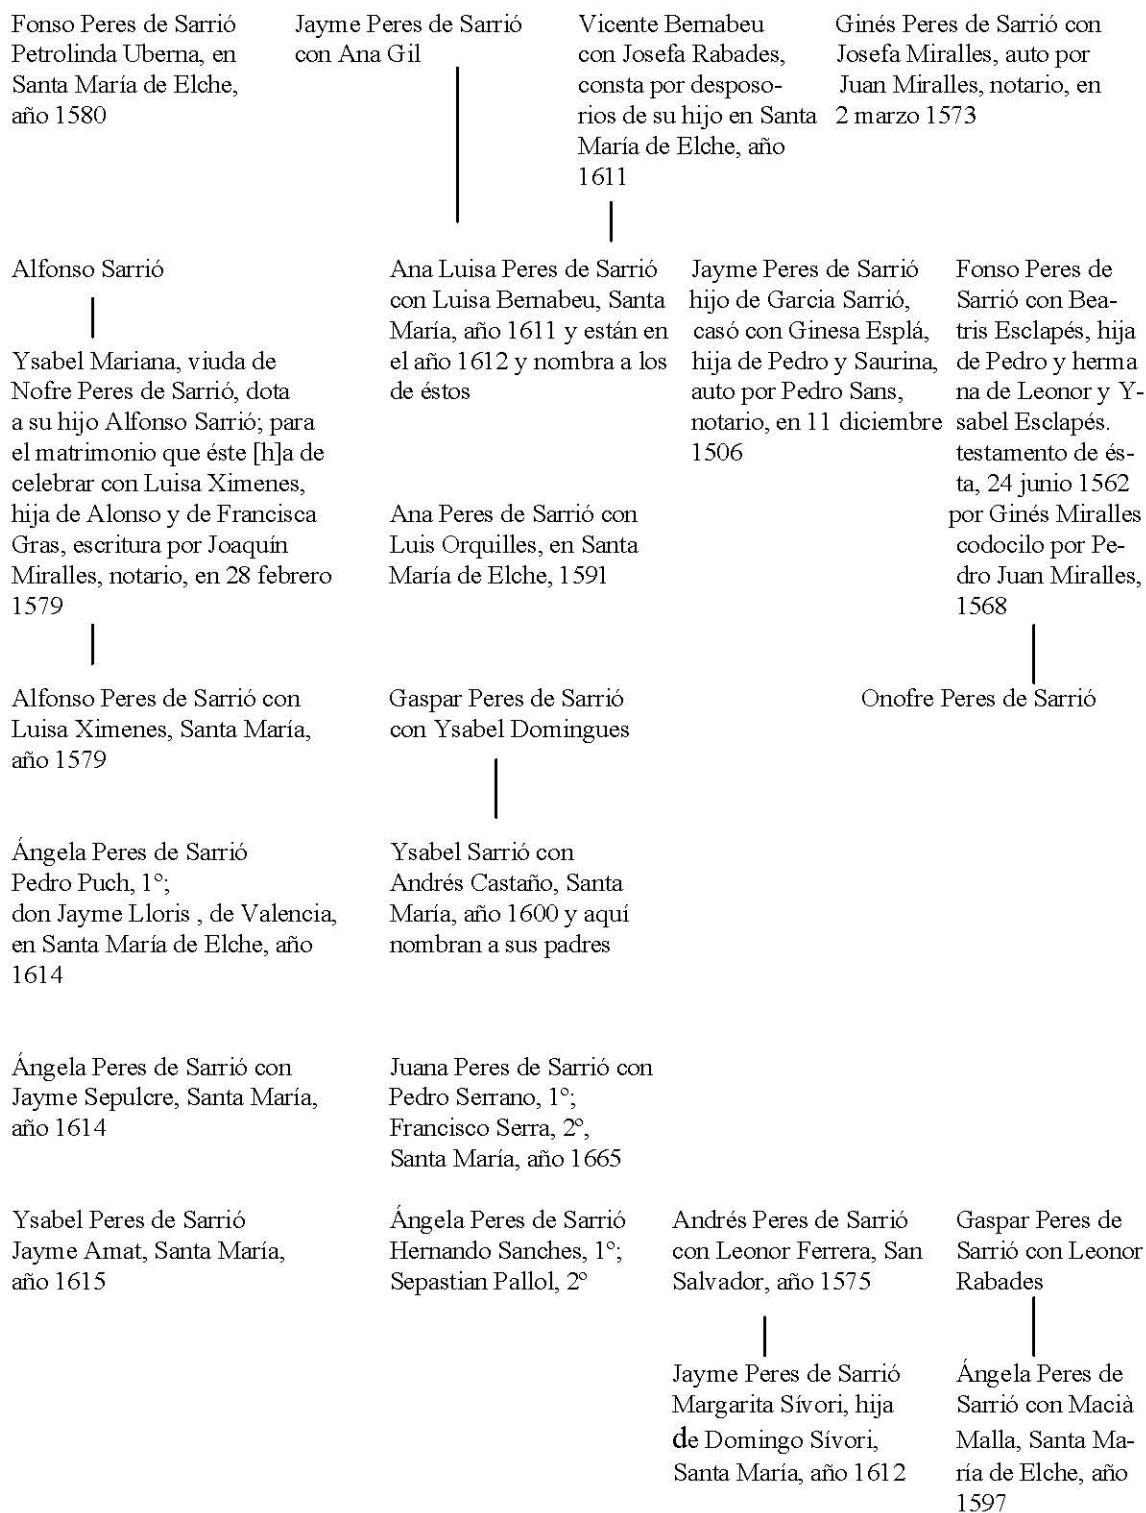 Fonso Peres de Sarrió
Petrolinda Uberna, en
Santa María de Elche,
año 1580
Jayme Peres de Sarrió
con Ana Gil
Vicente Bernabeu
con Josefa Rabades,
consta por desposo-
rios de su hijo en Santa
María de Elche, año
1611
Ginés Peres de Sarrió con
Josefa Miralles, auto por
Juan Miralles, notario, en
2 marzo 1573
Alfonso Sarrió
Ysabel Mariana, viuda de
Nofre Peres de Sarrió, dota
a su hijo Alfonso Sarrió; para
el matrimonio que éste [h]a de
celebrar con Luisa Ximenes,
hija de Alonso y de Francisca
Gras, escritura por Joaquín
Miralles, notario, en 28 febrero
1579
Ana Luisa Peres de Sarrió
con Luisa Bernabeu, Santa
María, año 1611 y están en
el año 1612 y nombra a los
de éstos
Ana Peres de Sarrió con
Luis Orquilles, en Santa
María de Elche, 1591
Jayme Peres de Sarrió
hijo de Garcia Sarrió,
casó con Ginesa Esplá,
hija de Pedro y Saurina,
auto por Pedro Sans,
notario, en 11 diciembre
1506
Fonso Peres de
Sarrió con Bea-
tris Esclapés, hija
de Pedro y herma
na de Leonor y Y-
sabel Esclapés.
testamento de és-
ta, 24 junio 1562
por Ginés Miralles
codocilo por Pe-
dro Juan Miralles,
1568
Alfonso Peres de Sarrió con
Luisa Ximenes, Santa María,
año 1579
Gaspar Peres de Sarrió
con Ysabel Domingues
Onofre Peres de Sarrió
Ángela Peres de Sarrió
Pedro Puch, 1º;
don Jayme Lloris , de Valencia,
en Santa María de Elche, año
1614
Ysabel Sarrió con
Andrés Castaño, Santa
María, año 1600 y aquí
nombran a sus padres
Ángela Peres de Sarrió con
Jayme Sepulcre, Santa María,
año 1614
Juana Peres de Sarrió con
Pedro Serrano, 1º;
Francisco Serra, 2º,
Santa María, año 1665
Ysabel Peres de Sarrió
Jayme Amat, Santa María,
año 1615
Ángela Peres de Sarrió
Hernando Sanches, 1º;
Sepastian Pallol, 2º
Andrés Peres de Sarrió
con Leonor Ferrera, San
Salvador, año 1575
Gaspar Peres de
Sarrió con Leonor
Rabades
Jayme Peres de Sarrió
Margarita Sívori, hija
de Domingo Sívori,
Santa María, año 1612
Ángela Peres de
Sarrió con Macià
Malla, Santa Ma-
ría de Elche, año
1597